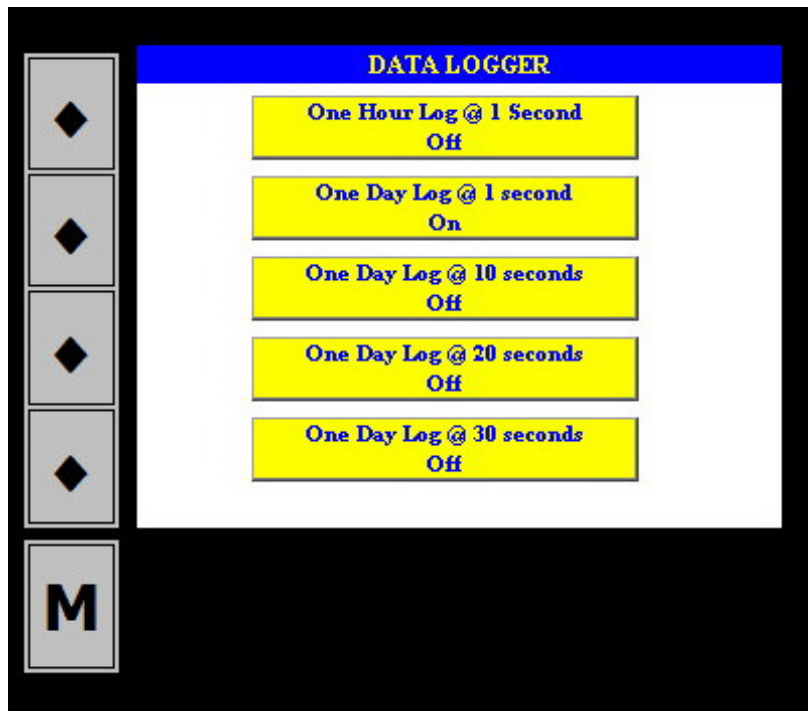 DATA LOGGER
One Hour Log @ 1 Second
Off
One Day Log @ 1 second
On
One Day Log @ 10 seconds
Off
One Day Log @ 20 seconds
Off
One Day Log @ 30 seconds
Off
M